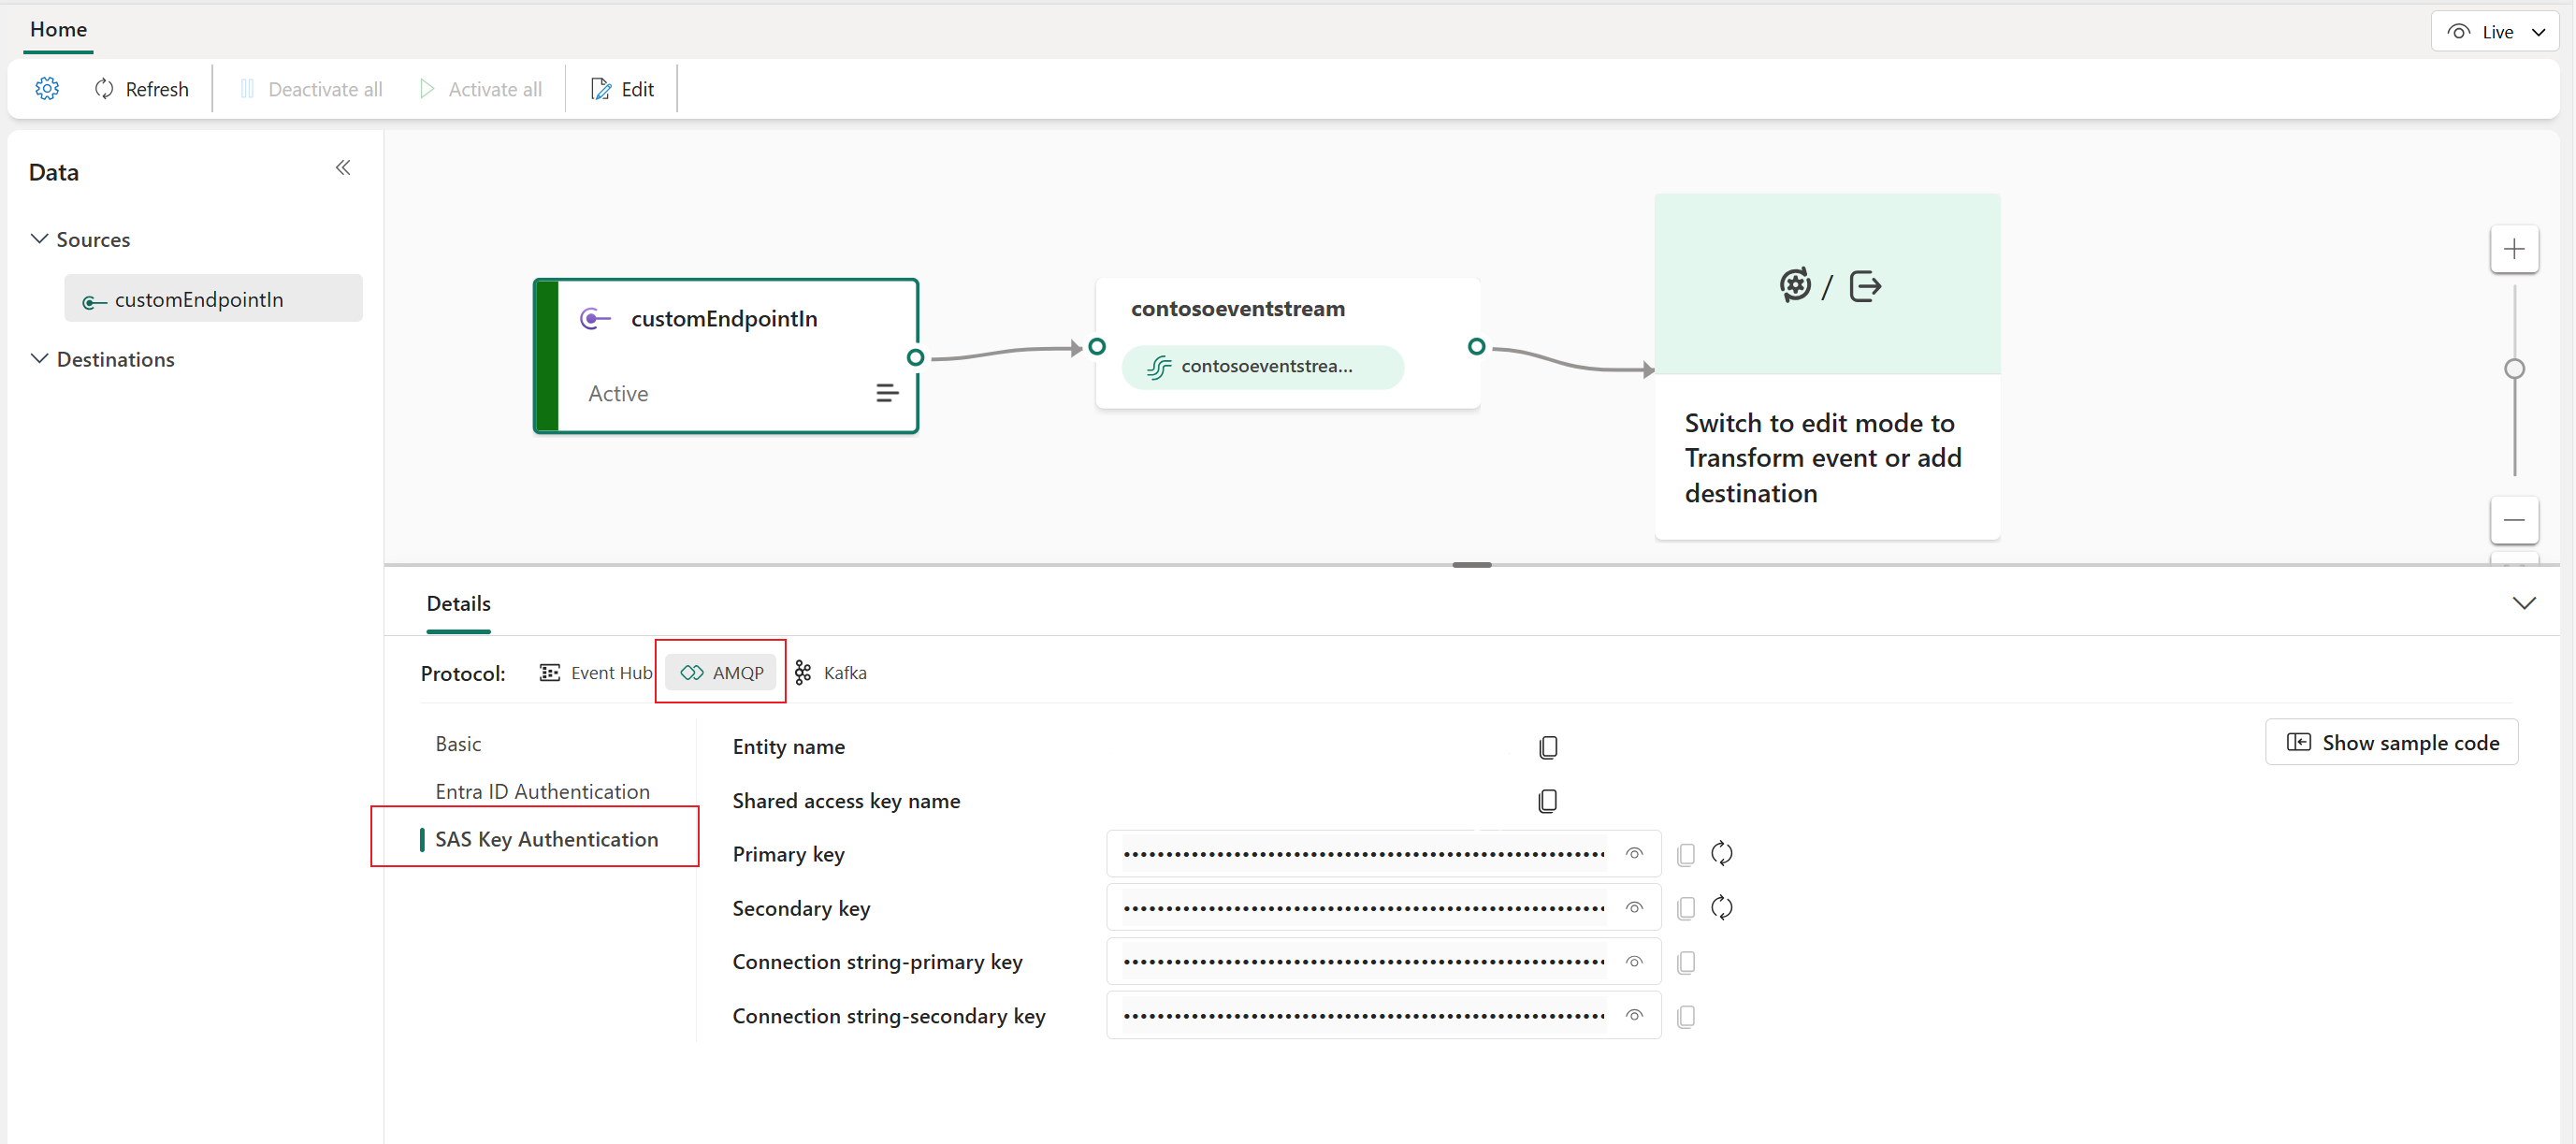 Home
Live
Refresh
Deactivate all
Activate all
Edit
Data
Sources
customEndpointIn
Destinations
customEndpointIn
Active
contosoeventstream
contosoeventstrea...
/
Switch to edit mode to
Transform event or add
destination
Details
Protocol:
Event Hub
AMQP
Kafka
Basic
Entra ID Authentication
SAS Key Authentication
Entity name
Shared access key name
Primary key
Secondary key
Connection string-primary key
Connection string-secondary key
Show sample code